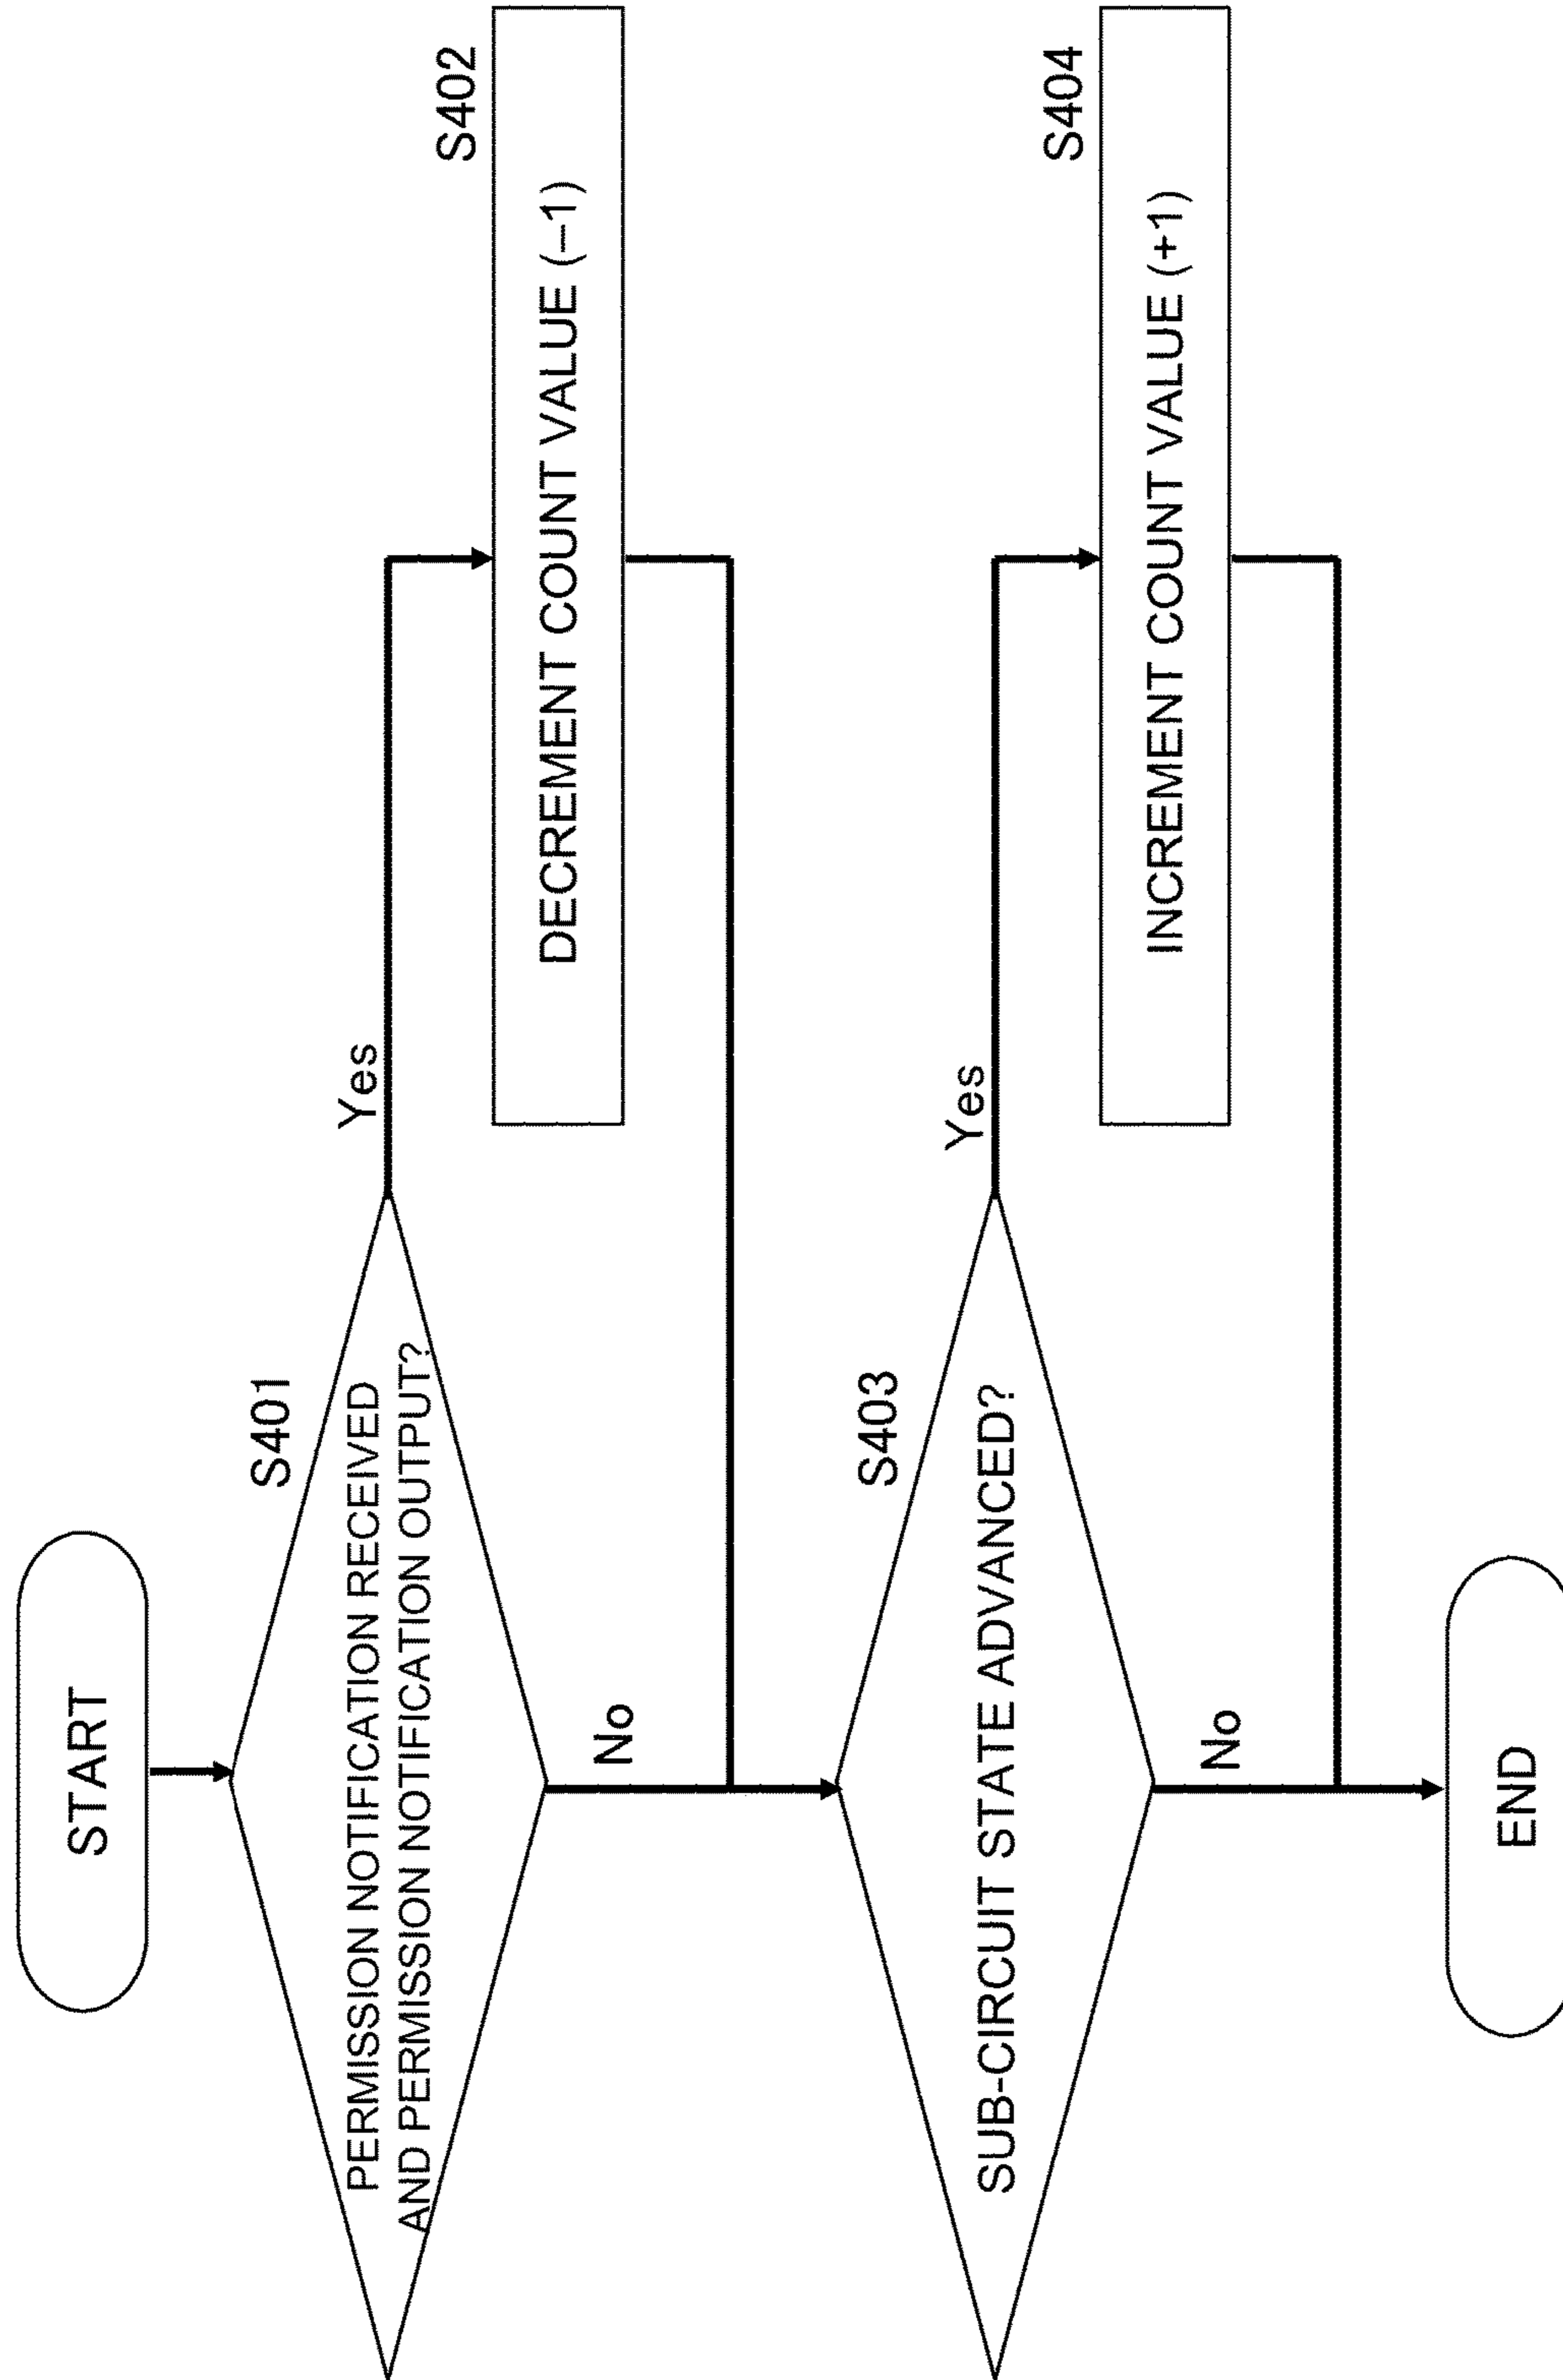 START
S401
PERMISSION NOTIFICATION RECEIVED
AND PERMISSION NOTIFICATION OUTPUT?
Yes
S402
DECREMENT COUNT VALUE (−1)
No
S403
SUB-CIRCUIT STATE ADVANCED?
Yes
S404
INCREMENT COUNT VALUE (+1)
No
END